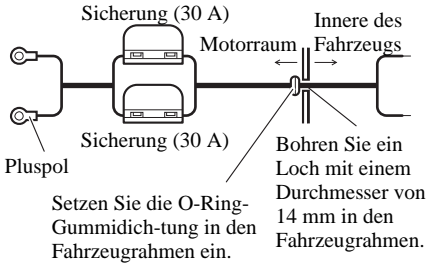 Sicherung (30 A)
Innere des
Motorraum
Fahrzeugs
Sicherung (30 A)
Pluspol
Bohren Sie ein
Loch mit einem
Durchmesser von
14 mm in den
Fahrzeugrahmen.
Setzen Sie die O-Ring-
Gummidich-tung in den
Fahrzeugrahmen ein.